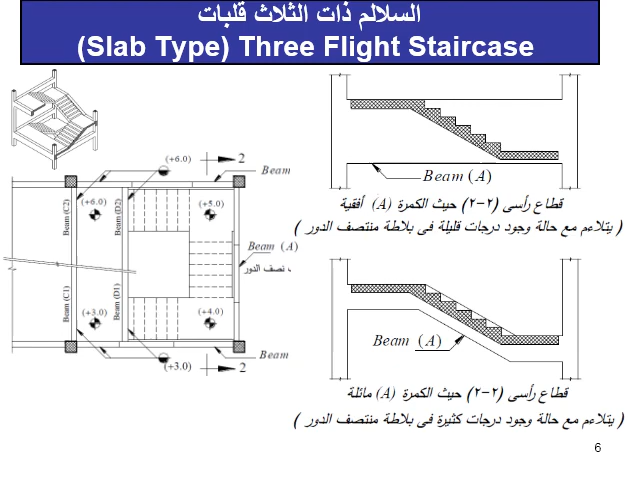 السلالم ذات الثلاث قلبات
(Slab Type) Three Flight Staircase
(+6.0)
2
Beam
(+6.0)
(+5.0)
Beam (C2)
Beam (D2)
Beam (A)
نصف الدور
Beam (C1)
Beam (D1)
(+3.0)
(+4.0)
Beam
(+3.0)
2
Beam (A)
قطاع رأسى (٢-٢) حيث الكمرة (A) أفقية
( يتلاءم مع حالة وجود درجات قليلة فى بلاطة منتصف الدور )
Beam (A)
قطاع رأسى (٢-٢) حيث الكمرة (A) مائلة
( يتلاءم مع حالة وجود درجات كثيرة فى بلاطة منتصف الدور )
6